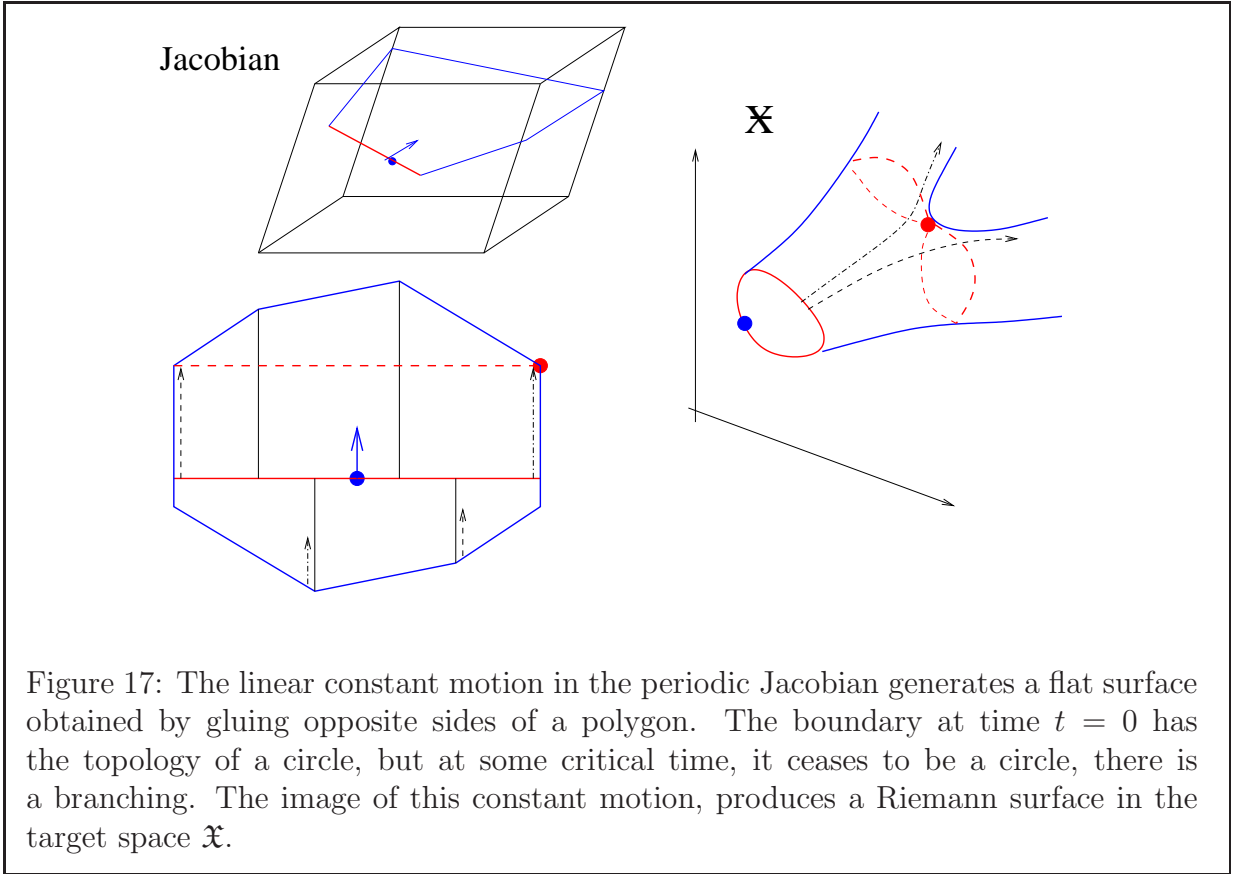 Jacobian
𝔛
Figure 17: The linear constant motion in the periodic Jacobian generates a flat surface
obtained by gluing opposite sides of a polygon. The boundary at time t = 0 has
the topology of a circle, but at some critical time, it ceases to be a circle, there is
a branching. The image of this constant motion, produces a Riemann surface in the
target space 𝔛.